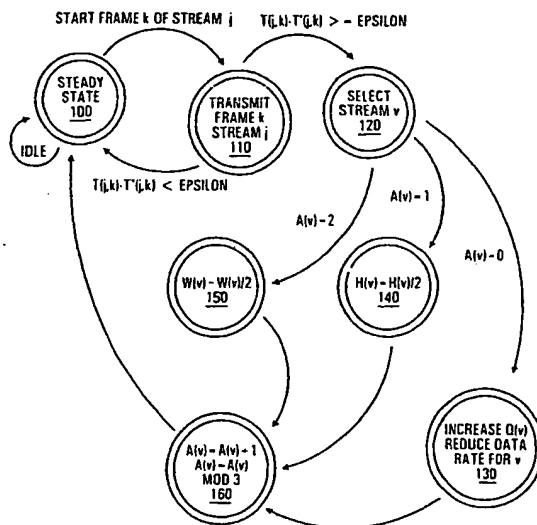 START FRAME k OF STREAM j
T(j,k)-T'(j,k) >= EPSILON
STEADY
STATE
100
TRANSMIT
FRAME k
STREAM j
110
SELECT
STREAM v
120
IDLE
T(j,k)-T'(j,k) < EPSILON
A(v)=2
A(v)=1
A(v)=0
W(v)=W(v)/2
150
H(v)=H(v)/2
140
A(v)=A(v)+1
A(v)=A(v)
MOD 3
160
INCREASE Q(v)
REDUCE DATA
RATE FOR v
130